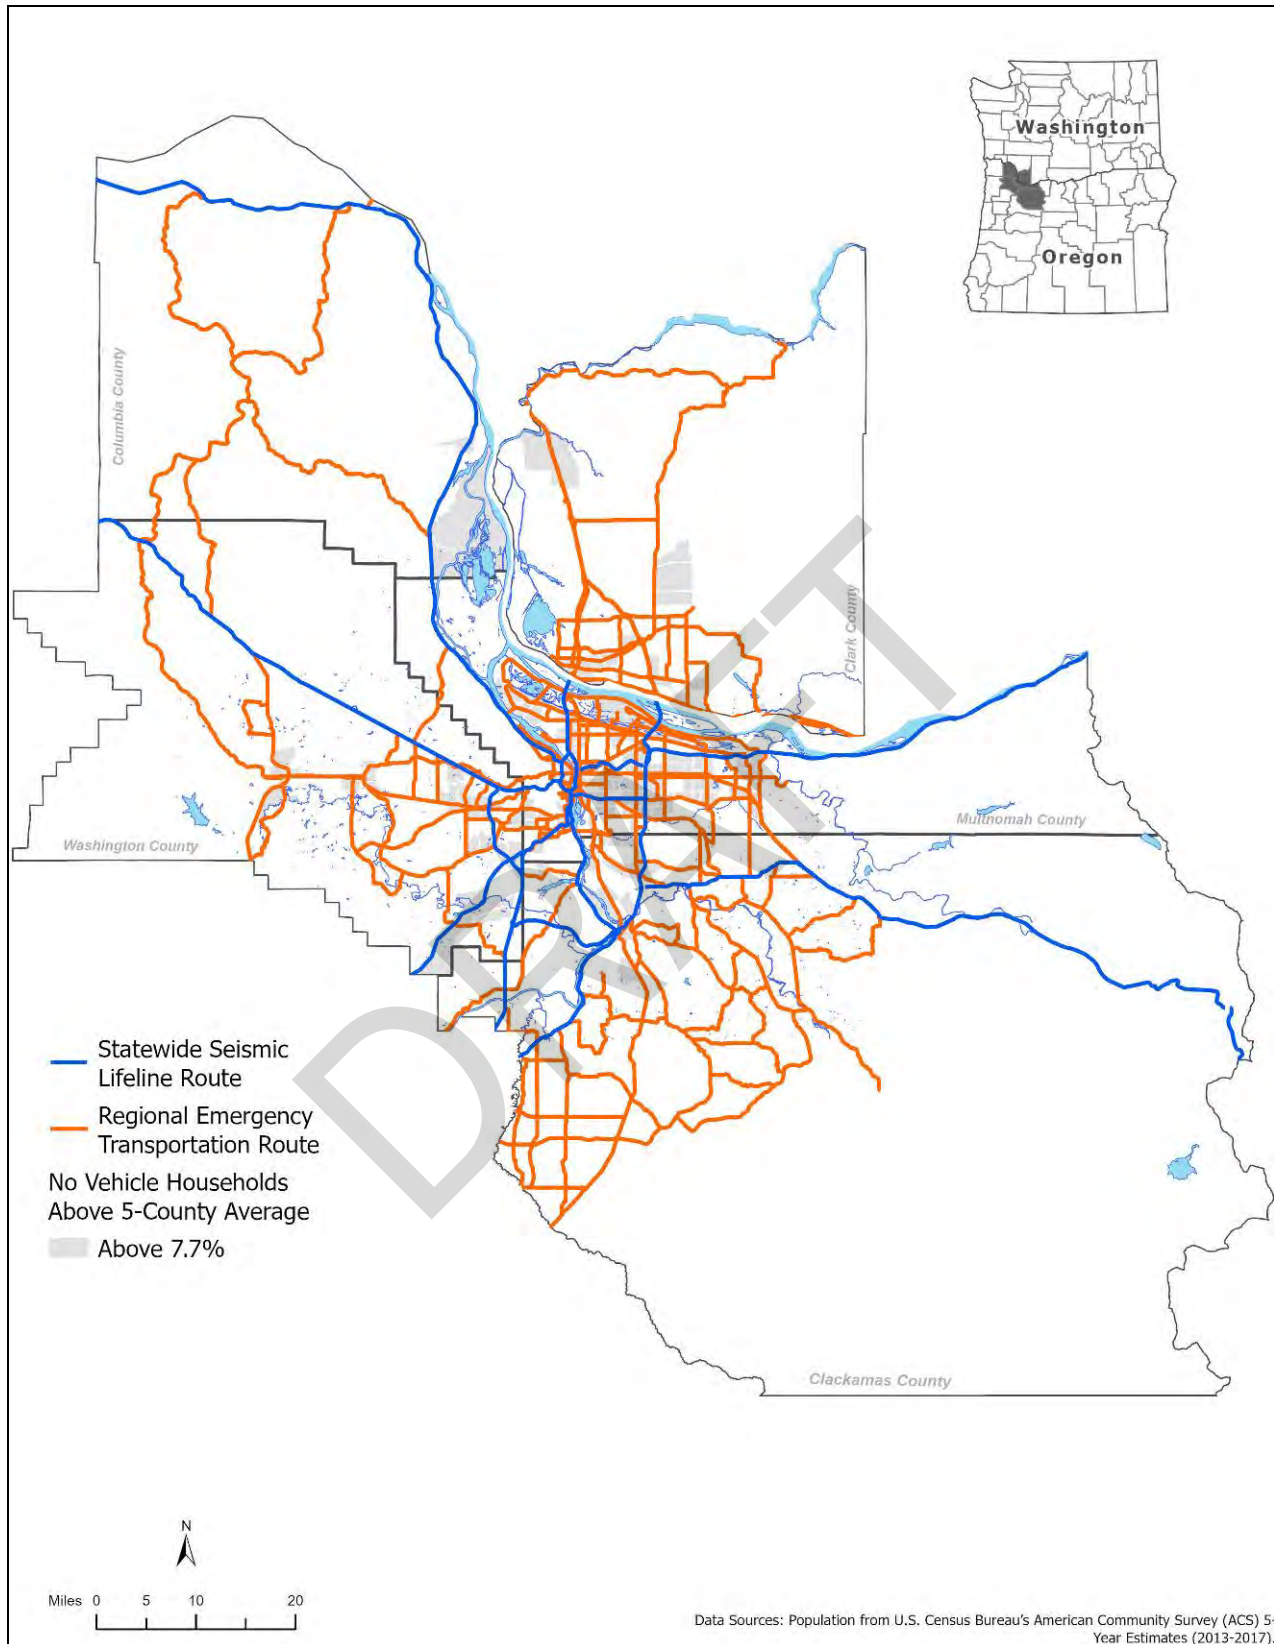 Washington
Oregon
Columbia County
Clark County
Multnomah County
Washington County
DRAFT
Statewide Seismic
Lifeline Route
Regional Emergency
Transportation Route
No Vehicle Households
Above 5-County Average
Above 7.7%
Clackamas County
N
Miles 0 5 10 20
Data Sources: Population from U.S. Census Bureau's American Community Survey (ACS) 5-
Year Estimates (2013-2017).